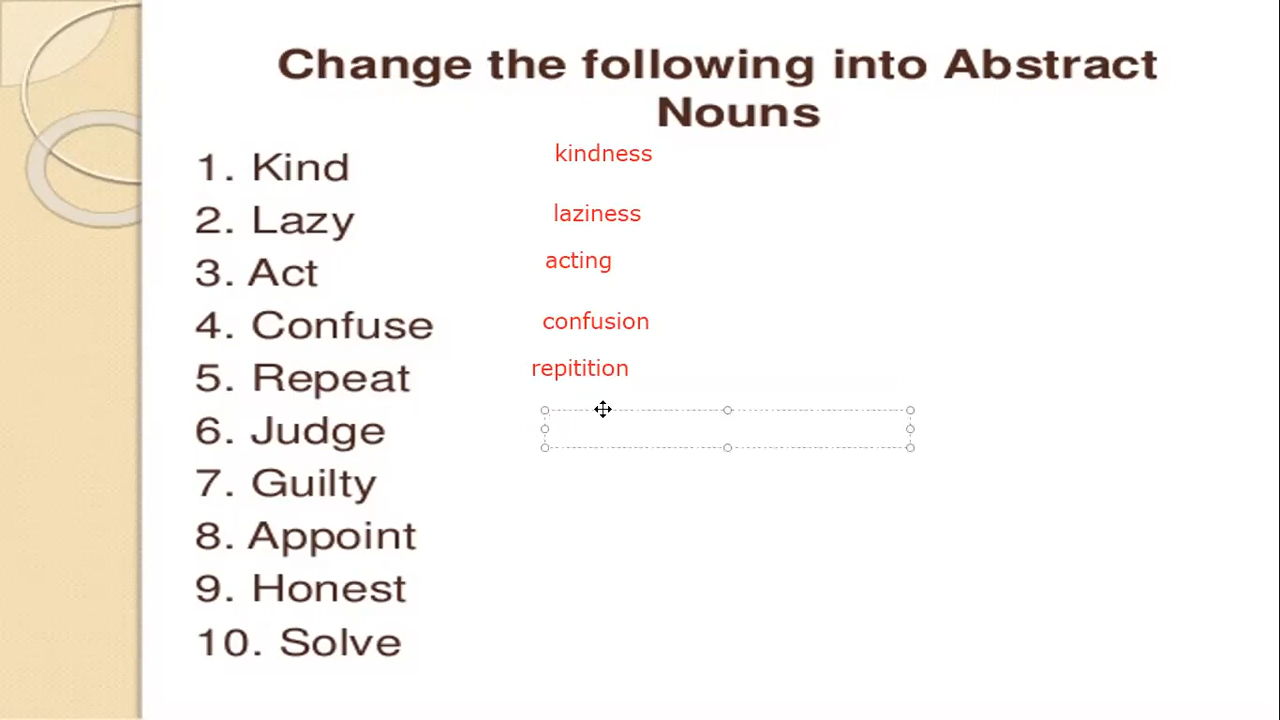 Change the following into Abstract
Nouns
1. Kind kindness
2. Lazy laziness
3. Act acting
4. Confuse confusion
5. Repeat repitition
6. Judge
7. Guilty
8. Appoint
9. Honest
10. Solve